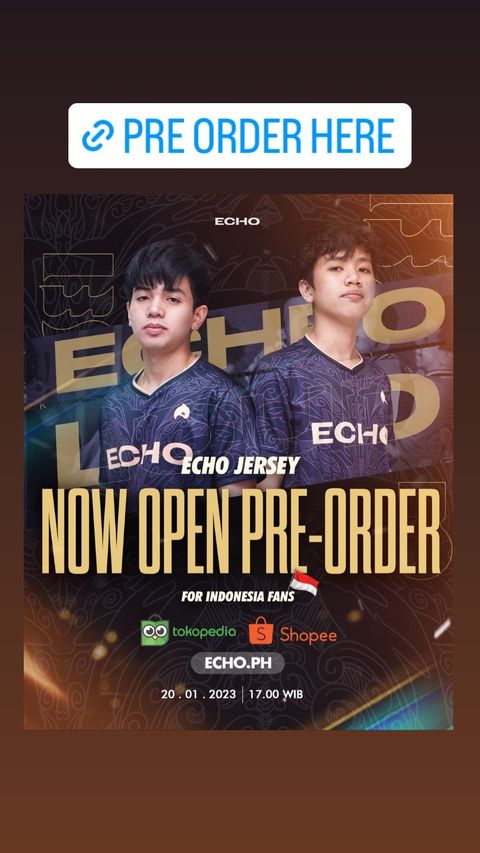 PRE ORDER HERE
ECHO
ECHO
LOUD
ECHO
ECHO
ECHO JERSEY
NOW OPEN PRE-ORDER
FOR INDONESIA FANS
tokopedia
Shopee
ECHO.PH
20 . 01 . 2023 | 17.00 WIB